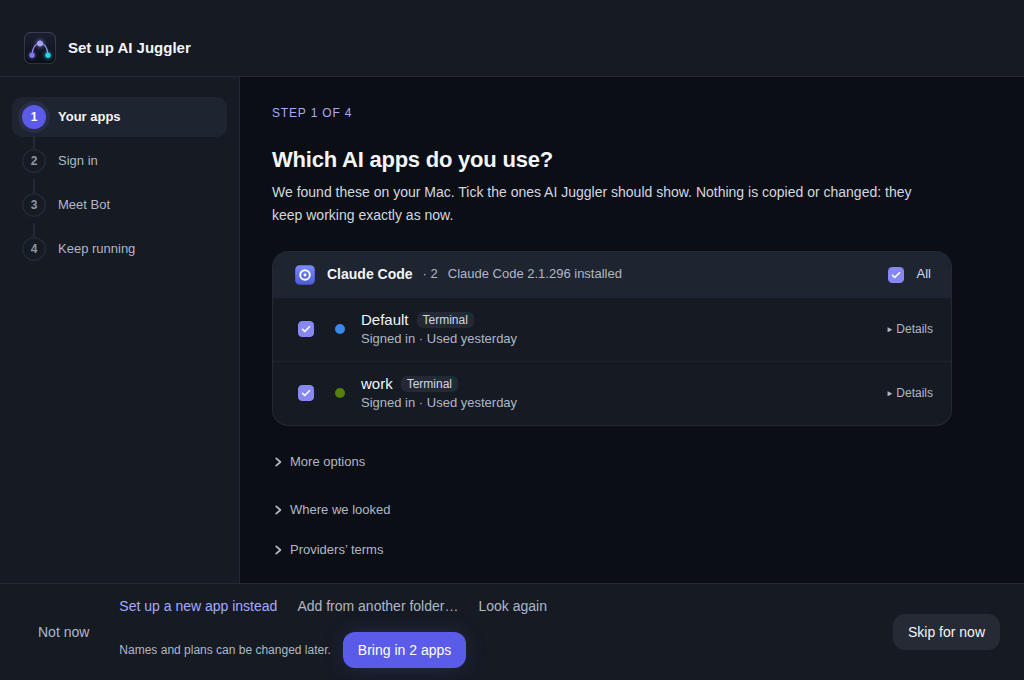 Set up AI Juggler
1 Your apps
2 Sign in
3 Meet Bot
4 Keep running
STEP 1 OF 4
Which AI apps do you use?
We found these on your Mac. Tick the ones AI Juggler should show. Nothing is copied or changed: they
keep working exactly as now.
Claude Code · 2 Claude Code 2.1.296 installed All
Default Terminal
Signed in · Used yesterday
Details
work Terminal
Signed in · Used yesterday
Details
More options
Where we looked
Providers’ terms
Not now
Set up a new app instead Add from another folder… Look again
Names and plans can be changed later. Bring in 2 apps
Skip for now